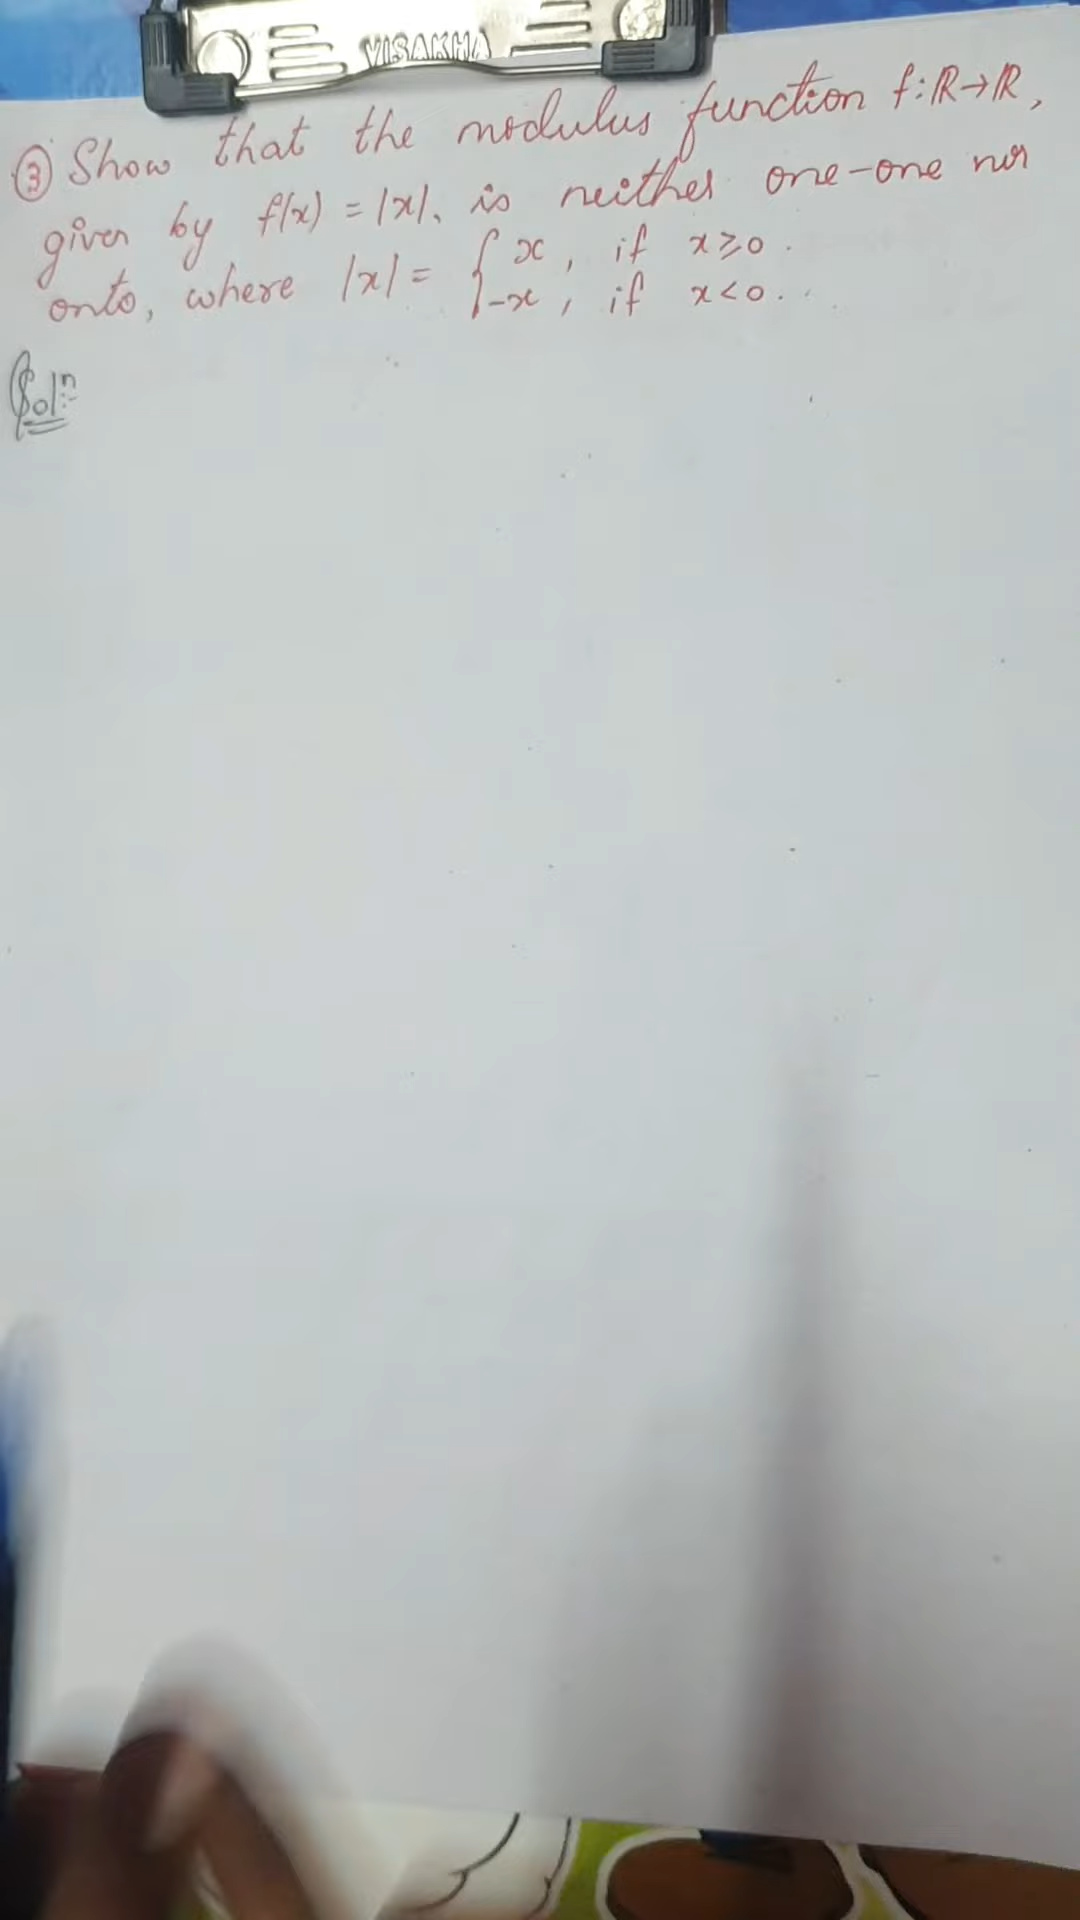 VISAKHA
③ Show that the modulus function f:ℝ→ℝ,
given by f(x) = |x|, is neither one-one nor
onto, where |x| = { x, if x ≥ 0.
-x, if x < 0.
Solⁿ:-